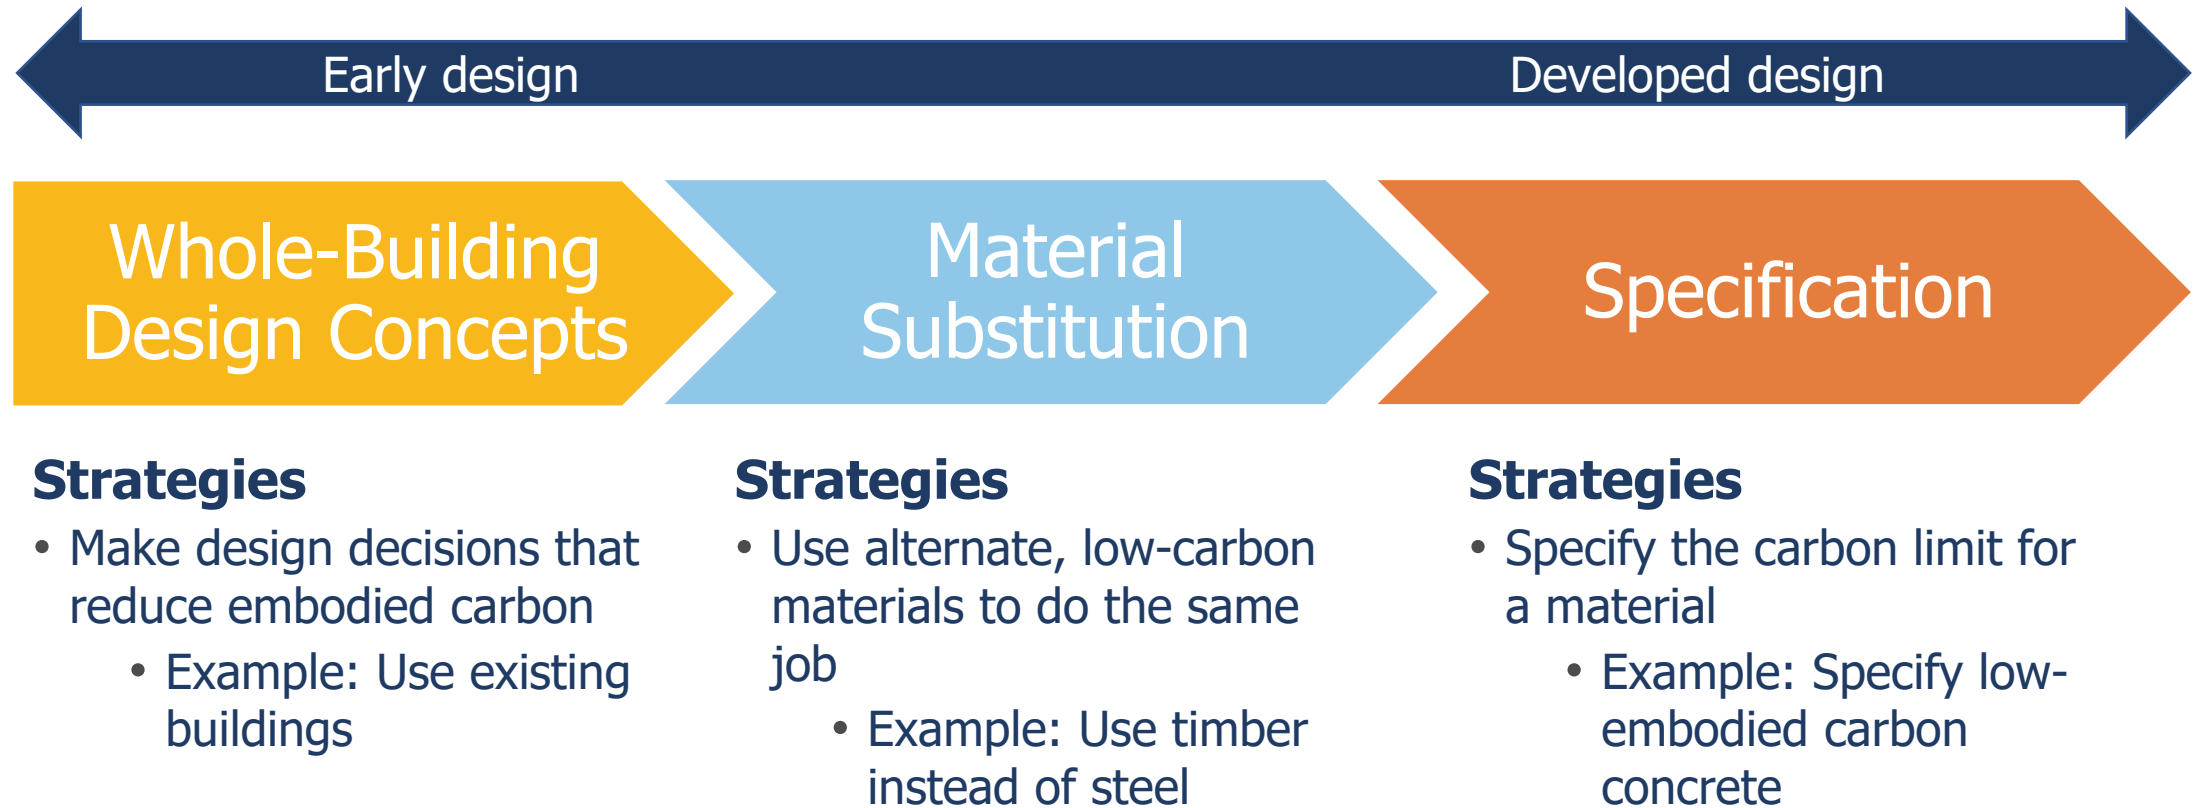 Early design
Developed design
Whole-Building
Design Concepts
Material
Substitution
Specification
Strategies
• Make design decisions that
reduce embodied carbon
• Example: Use existing
buildings
Strategies
• Use alternate, low-carbon
materials to do the same
job
• Example: Use timber
instead of steel
Strategies
• Specify the carbon limit for
a material
• Example: Specify low-
embodied carbon
concrete